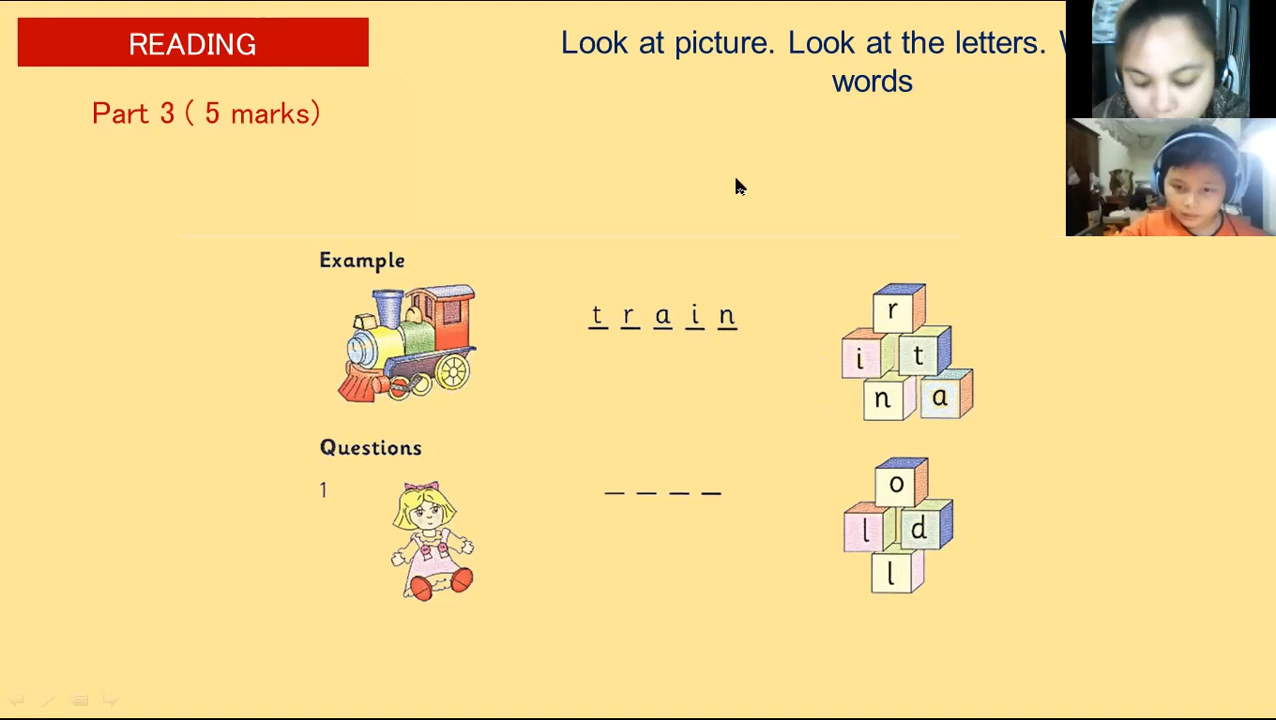 READING
Look at picture. Look at the letters.
words
Part 3 ( 5 marks)
Example
t r a i n
r
i t
n a
Questions
1
o
l d
l